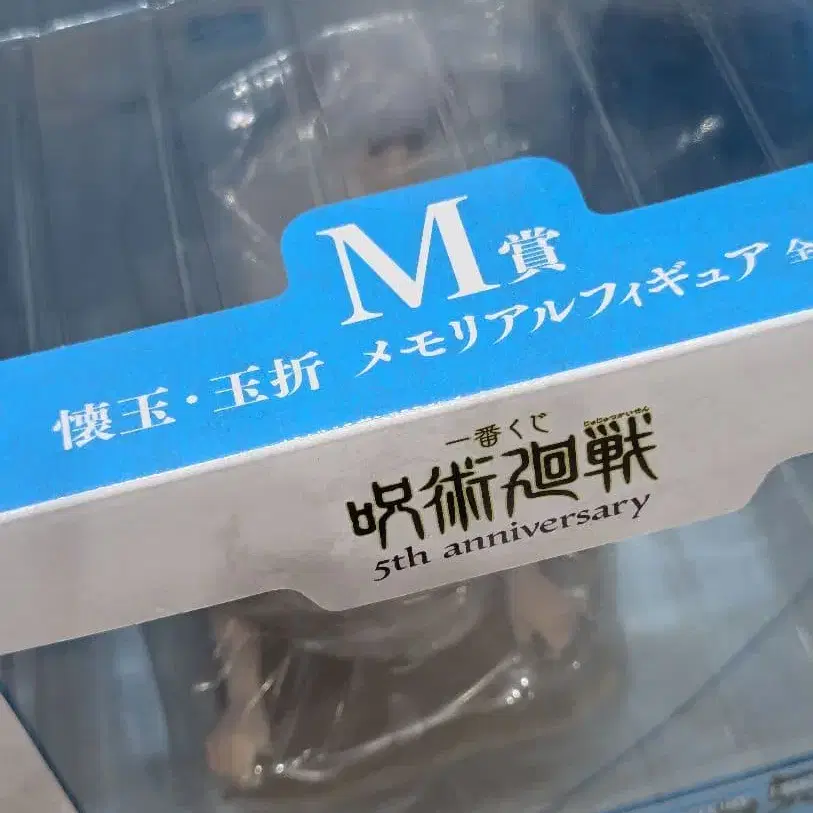 M賞
懐玉・玉折 メモリアルフィギュア 全
一番くじ
じゅじゅつかいせん
呪術廻戦
5th anniversary